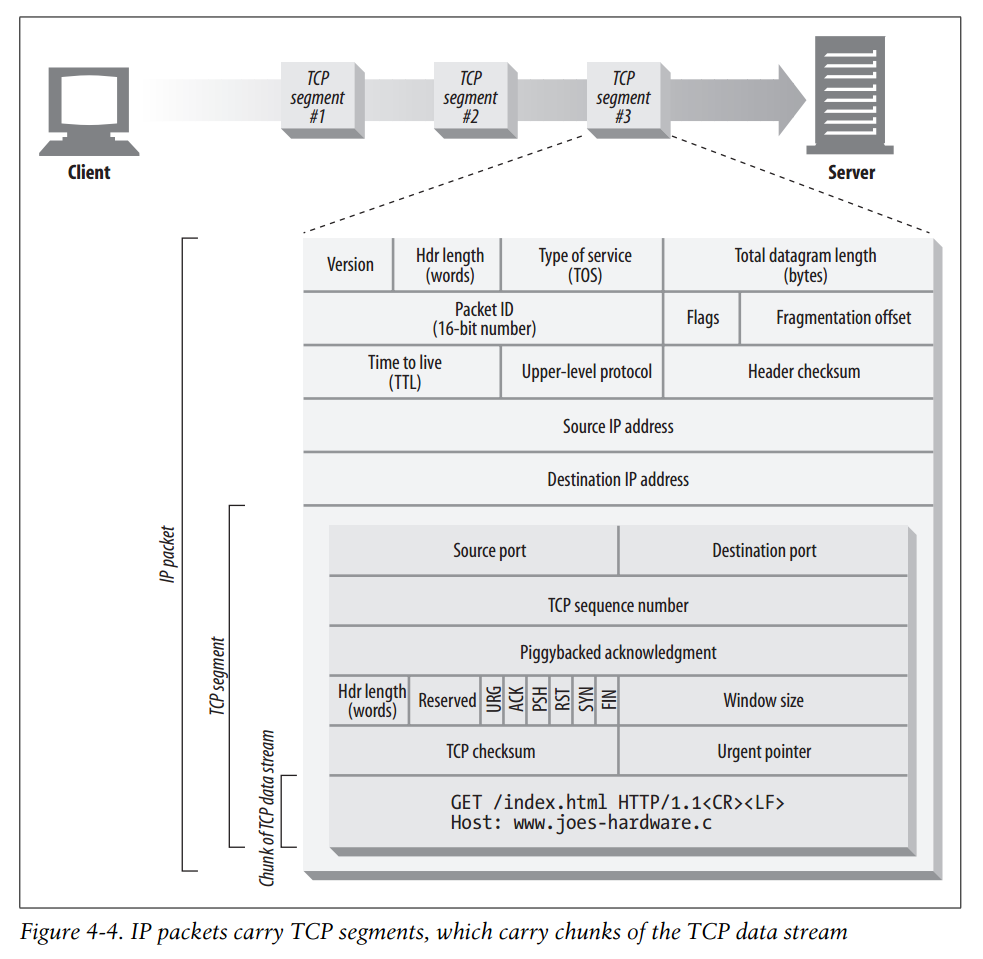 TCP
segment
#1
TCP
segment
#2
TCP
segment
#3
Client
Server
Version
Hdr length
(words)
Type of service
(TOS)
Total datagram length
(bytes)
Packet ID
(16-bit number)
Flags
Fragmentation offset
Time to live
(TTL)
Upper-level protocol
Header checksum
Source IP address
Destination IP address
IP packet
TCP segment
Source port
Destination port
TCP sequence number
Piggybacked acknowledgment
Hdr length
(words)
Reserved
URG
ACK
PSH
RST
SYN
FIN
Window size
TCP checksum
Urgent pointer
Chunk of TCP data stream
GET /index.html HTTP/1.1<CR><LF>
Host: www.joes-hardware.c
Figure 4-4. IP packets carry TCP segments, which carry chunks of the TCP data stream